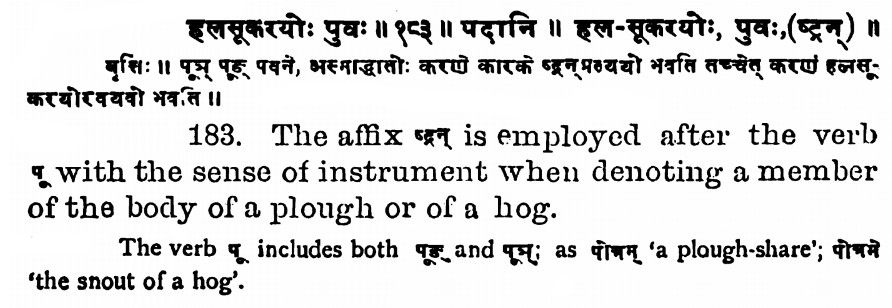 हलसूकरयोः पुवः ॥ १८३ ॥ पदानि ॥ हल-सूकरयोः, पुवः,(ष्ट्रन्) ॥
वृत्तिः ॥ पूञ् पूङ् पवने, अस्माद्धातोः करणे कारके ष्ट्रन्प्रत्ययो भवति तच्चेत् करणं हलसू-
करयोरवयवो भवति ॥
183. The affix ष्ट्रन् is employed after the verb
पू with the sense of instrument when denoting a member
of the body of a plough or of a hog.
The verb पू includes both पूङ् and पूञ्; as पोत्रम् 'a plough-share'; पोत्रमे
'the snout of a hog'.